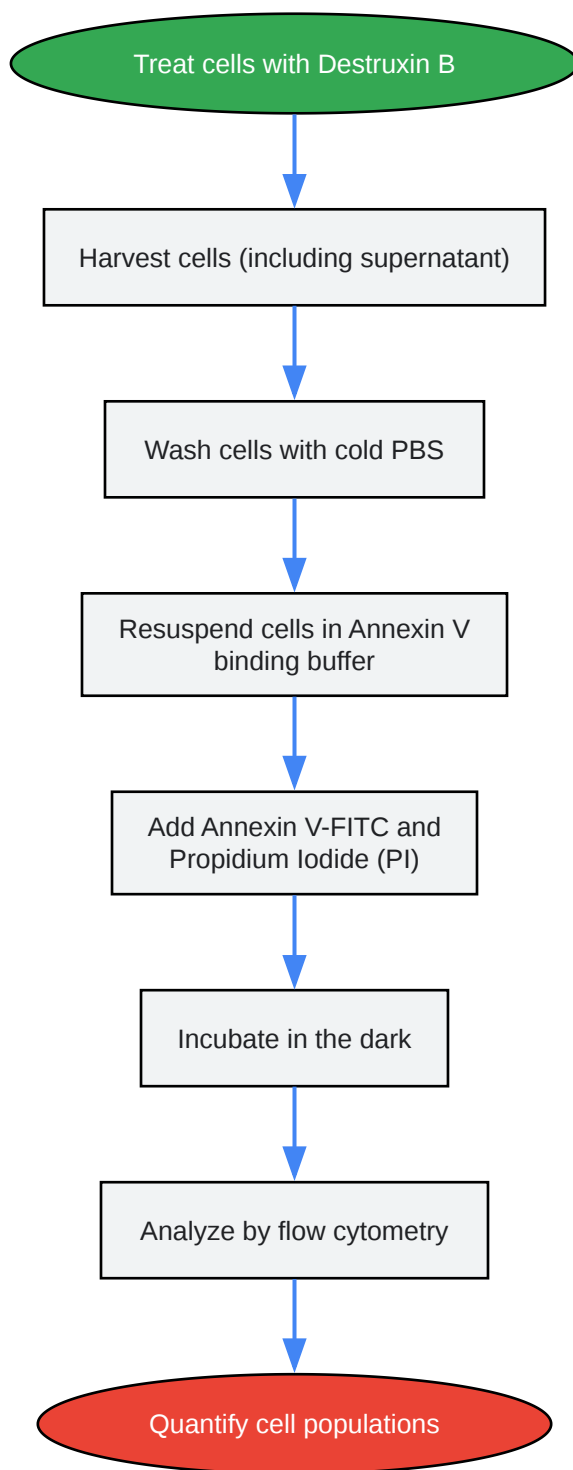 Treat cells with Destruxin B
Harvest cells (including supernatant)
Wash cells with cold PBS
Resuspend cells in Annexin V
binding buffer
Add Annexin V-FITC and
Propidium Iodide (PI)
Incubate in the dark
Analyze by flow cytometry
Quantify cell populations